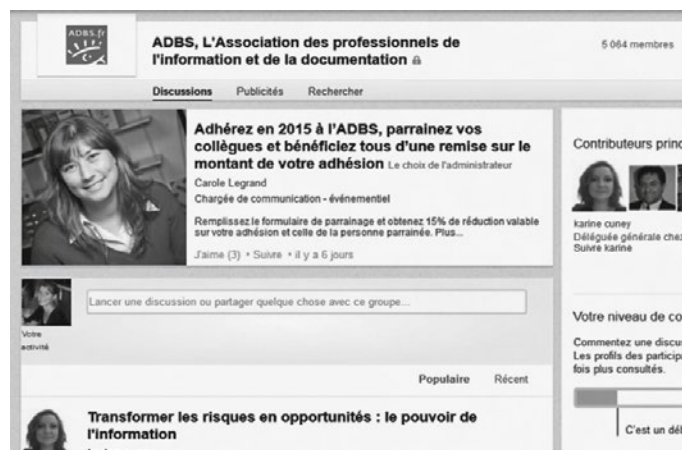 ADBS.fr
ADBS, L'Association des professionnels de
l'information et de la documentation
5 064 membres
Discussions Publicités Rechercher
Adhérez en 2015 à l'ADBS, parrainez vos
collègues et bénéficiez tous d'une remise sur le
montant de votre adhésion Le choix de l'administrateur
Carole Legrand
Chargée de communication - événementiel
Remplissez le formulaire de parrainage et obtenez 15% de réduction valable
sur votre adhésion et celle de la personne parrainée. Plus...
J'aime (3) • Suivre • il y a 6 jours
Contributeurs princ
karine cuney
Déléguée générale chez
Suivre karine
Lancer une discussion ou partager quelque chose avec ce groupe...
Votre
activité
Votre niveau de co
Commentez une discus
Les profils des particip
fois plus consultés.
C'est un déb
Populaire Récent
Transformer les risques en opportunités : le pouvoir de
l'information